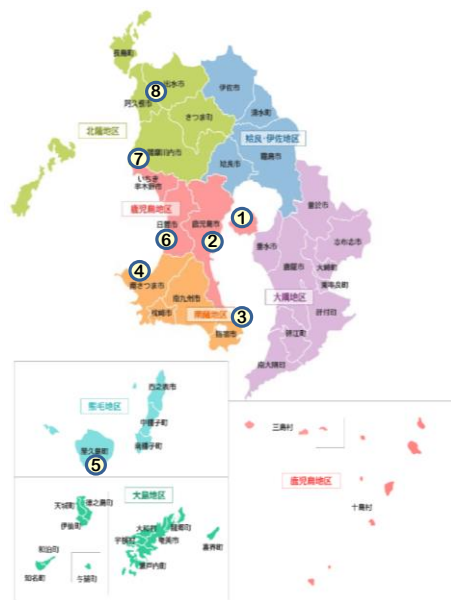 長島町
出水市
⑧
阿久根市
伊佐市
さつま町
湧水町
北薩地区
姶良・伊佐地区
⑦
薩摩川内市
霧島市
姶良市
いちき
串木野市
鹿児島地区
曽於市
①
日置市
鹿児島市
志布志市
⑥
②
垂水市
④
鹿屋市
大崎町
東串良町
南さつま市
南九州市
大隅地区
肝付町
枕崎市
南薩地区
③
錦江町
指宿市
南大隅町
西之表市
熊毛地区
中種子町
三島村
南種子町
屋久島町
⑤
鹿児島地区
大島地区
天城町
徳之島町
十島村
伊仙町
大和村
龍郷町
宇検村
奄美市
和泊町
喜界町
知名町
与論町
瀬戸内町